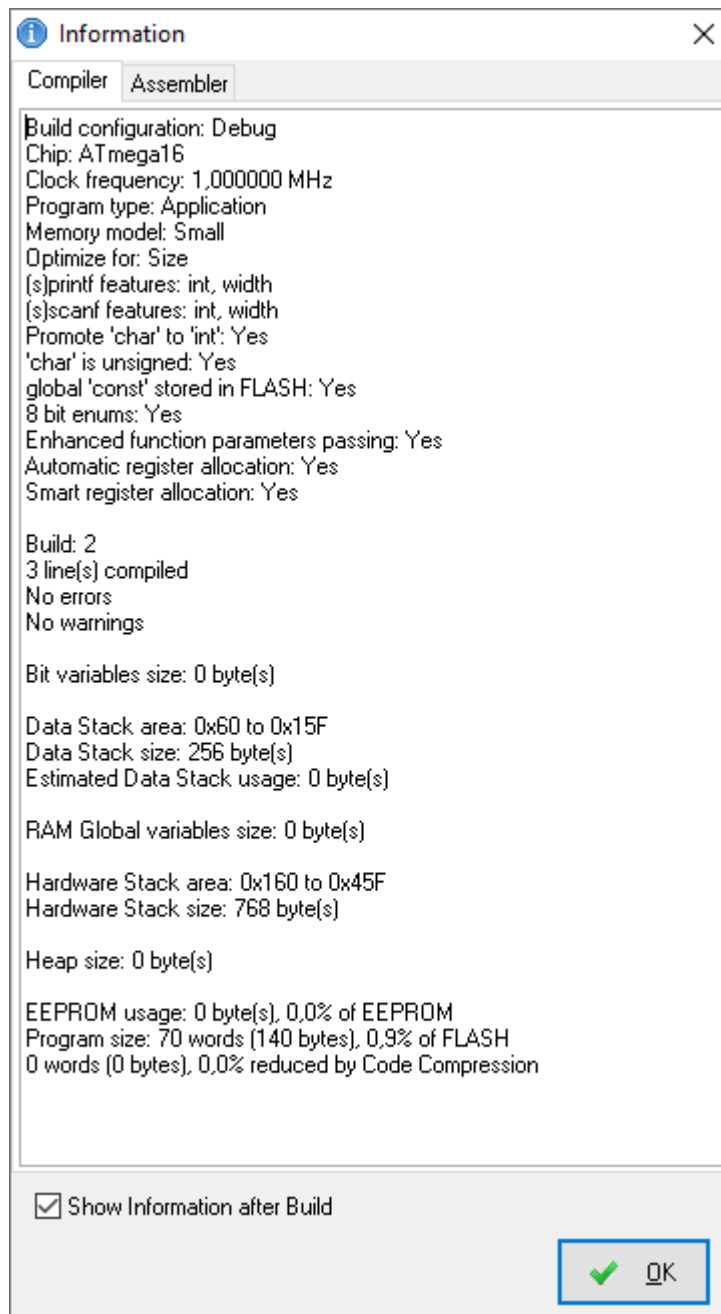 Information
Compiler
Assembler
Build configuration: Debug
Chip: ATmega16
Clock frequency: 1,000000 MHz
Program type: Application
Memory model: Small
Optimize for: Size
(s)printf features: int, width
(s)scanf features: int, width
Promote 'char' to 'int': Yes
'char' is unsigned: Yes
global 'const' stored in FLASH: Yes
8 bit enums: Yes
Enhanced function parameters passing: Yes
Automatic register allocation: Yes
Smart register allocation: Yes
Build: 2
3 line(s) compiled
No errors
No warnings
Bit variables size: 0 byte(s)
Data Stack area: 0x60 to 0x15F
Data Stack size: 256 byte(s)
Estimated Data Stack usage: 0 byte(s)
RAM Global variables size: 0 byte(s)
Hardware Stack area: 0x160 to 0x45F
Hardware Stack size: 768 byte(s)
Heap size: 0 byte(s)
EEPROM usage: 0 byte(s), 0,0% of EEPROM
Program size: 70 words (140 bytes), 0,9% of FLASH
0 words (0 bytes), 0,0% reduced by Code Compression
Show Information after Build
OK